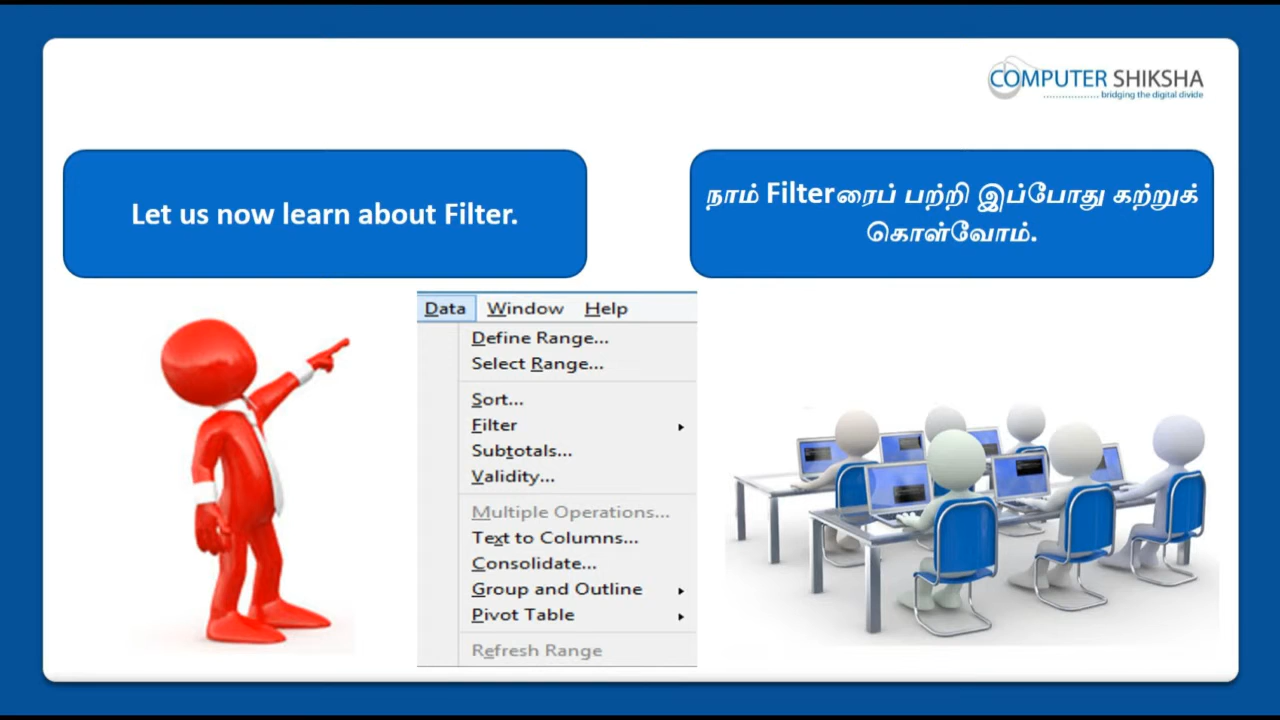 COMPUTER SHIKSHA
bridging the digital divide
Let us now learn about Filter.
நாம் Filterரைப் பற்றி இப்போது கற்றுக்
கொள்வோம்.
Data Window Help
Define Range...
Select Range...
Sort...
Filter
Subtotals...
Validity...
Multiple Operations...
Text to Columns...
Consolidate...
Group and Outline
Pivot Table
Refresh Range